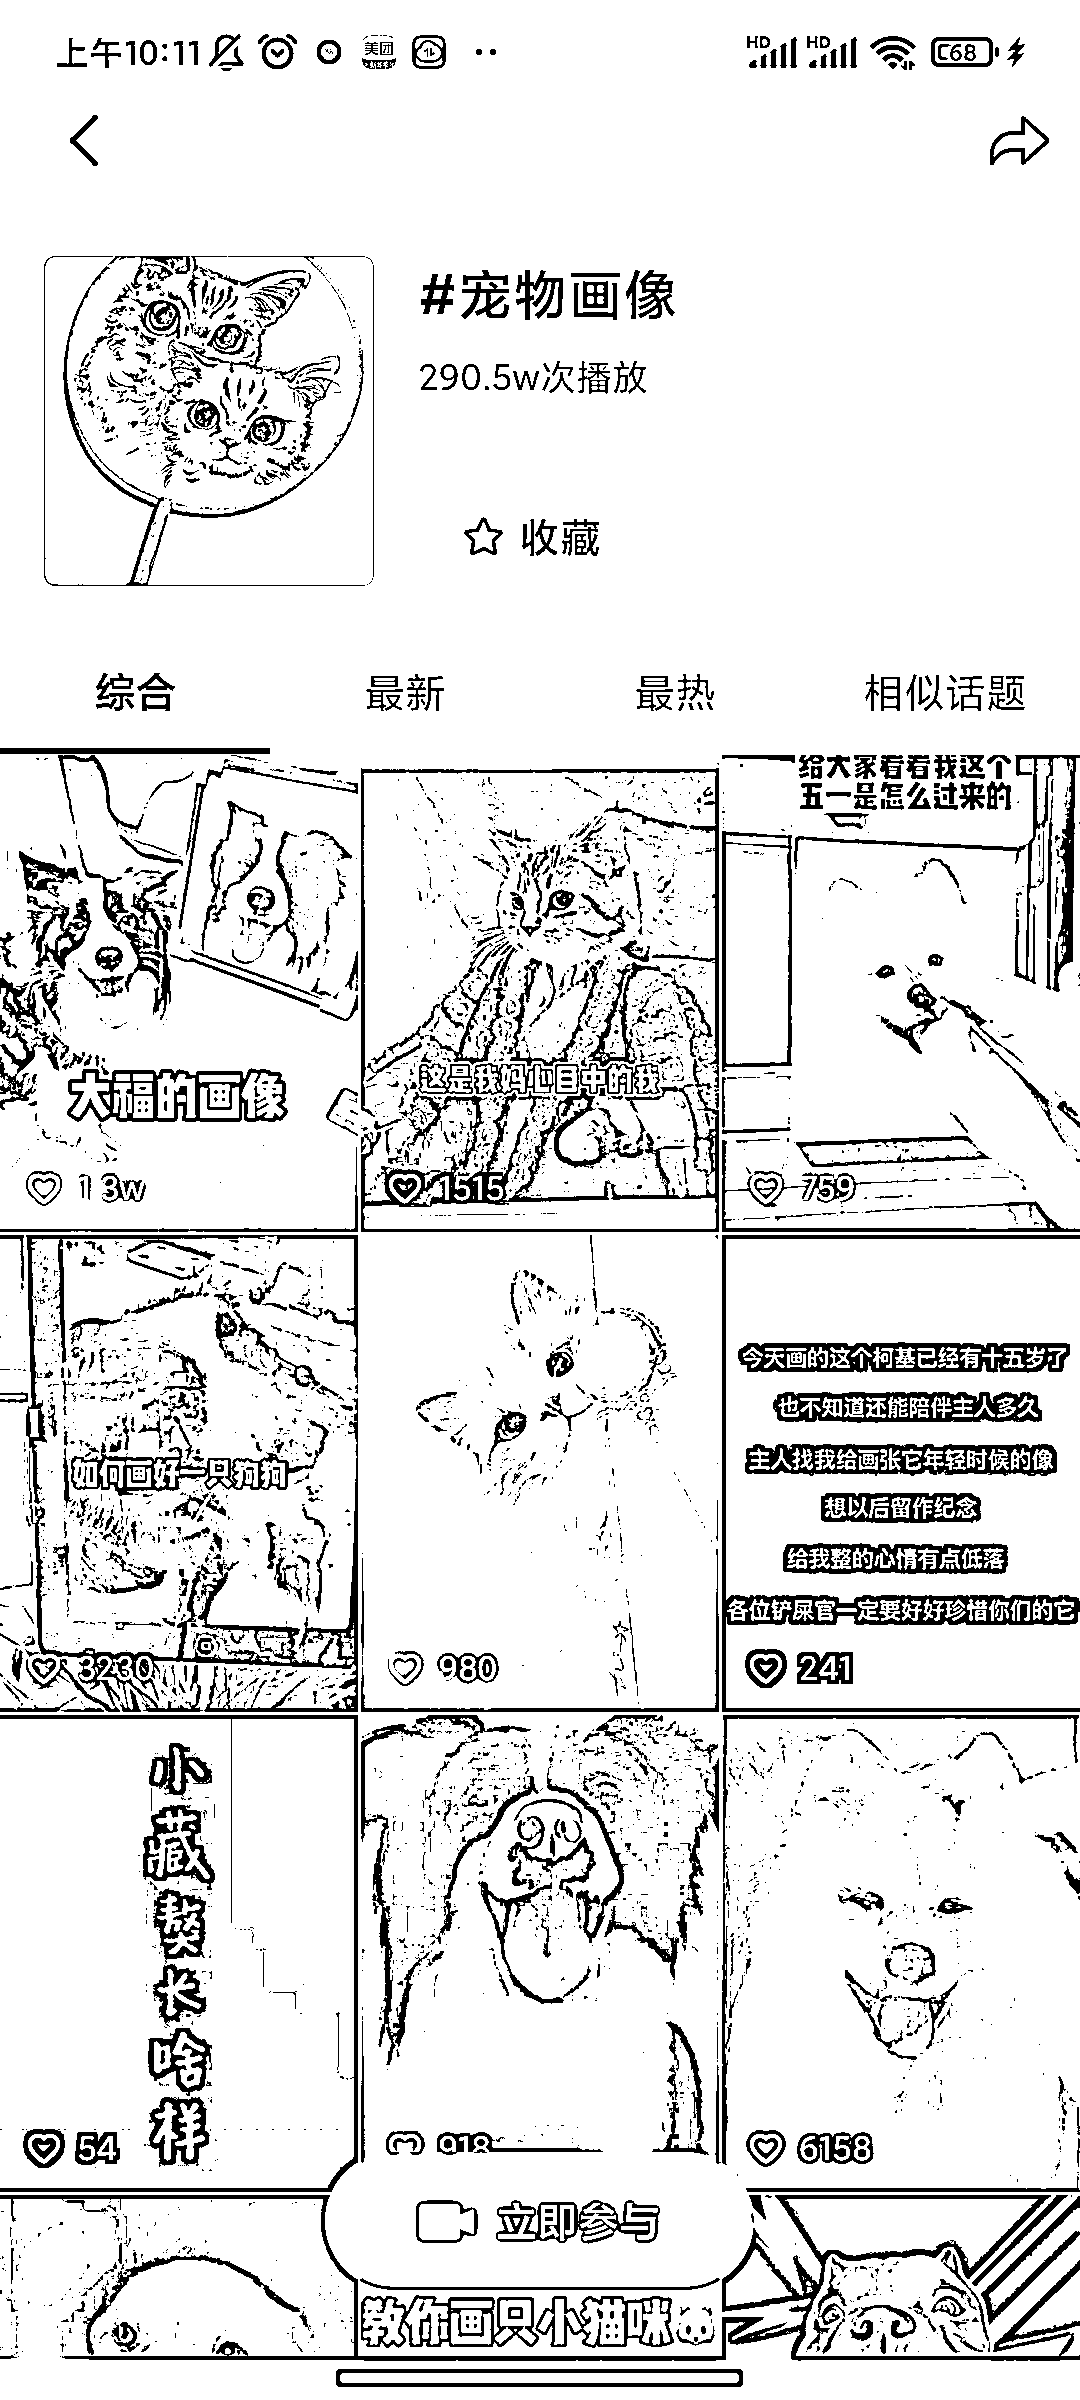 上午10:11
美团
HD
HD
68
#宠物画像
290.5w次播放
收藏
综合
最新
最热
相似话题
给大家看看我这个
五一是怎么过来的
大福的画像
这是我妈心目中的我
1.3w
1515
759
如何画好一只狗狗
今天画的这个柯基已经有十五岁了
也不知道还能陪伴主人多久
主人找我给画张它年轻时候的像
想以后留作纪念
给我整的心情有点低落
各位铲屎官一定要好好珍惜你们的它
3230
980
241
小藏獒长啥样
54
918
6158
立即参与
教你画只小猫咪